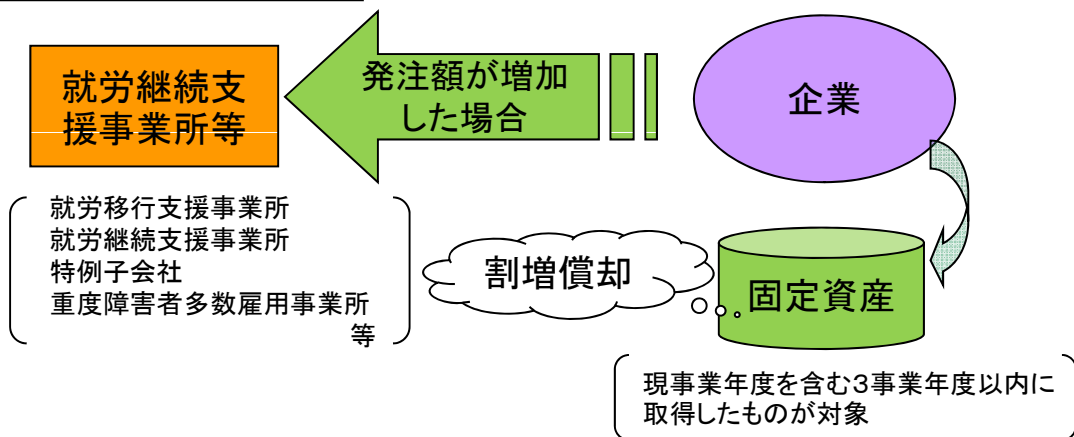 就労継続支
援事業所等
発注額が増加
した場合
企業
就労移行支援事業所
就労継続支援事業所
特例子会社
重度障害者多数雇用事業所
等
割増償却
固定資産
現事業年度を含む3事業年度以内に
取得したものが対象